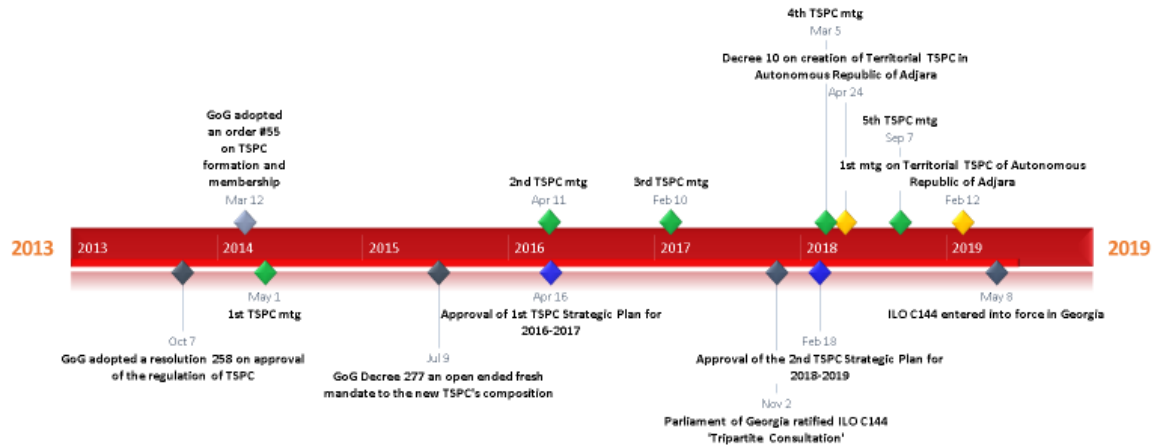 4th TSPC mtg
Mar 5
Decree 10 on creation of Territorial TSPC in
Autonomous Republic of Adjara
Apr 24
GoG adopted
an order #55
on TSPC
formation and
membership
Mar 12
2nd TSPC mtg
Apr 11
3rd TSPC mtg
Feb 10
5th TSPC mtg
Sep 7
1st mtg on Territorial TSPC of Autonomous
Republic of Adjara
Feb 12
2013
2013
2014
2015
2016
2017
2018
2019
2019
May 1
1st TSPC mtg
Oct 7
GoG adopted a resolution 258 on approval
of the regulation of TSPC
Jul 9
GoG Decree 277 an open ended fresh
mandate to the new TSPC's composition
Apr 16
Approval of 1st TSPC Strategic Plan for
2016-2017
Feb 18
Approval of the 2nd TSPC Strategic Plan for
2018-2019
Nov 2
Parliament of Georgia ratified ILO C144
'Tripartite Consultation'
May 8
ILO C144 entered into force in Georgia